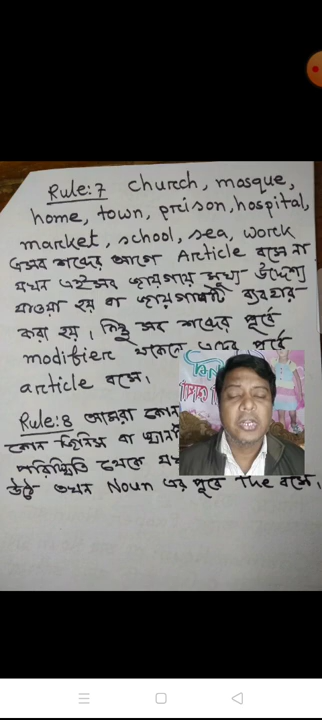 Rule:7 Church, mosque,
home, town, prison, hospital,
market, school, sea, work
এসব শব্দের আগে Article বসে না
যখন এইসব জায়গায় মুখ্য উদ্দেশ্য
যাওয়া হয় বা জায়গাগুলী ব্যবহার
করা হয়। কিন্তু সব শব্দের পূর্বে
modifier থাকলে এদের পূর্বে
article বসে।
Rule:8 আমরা কোন
কোন জিনিস বা
পরিস্থিতি থেকে
উঠে তখন Noun এর পূর্বে The বসে।